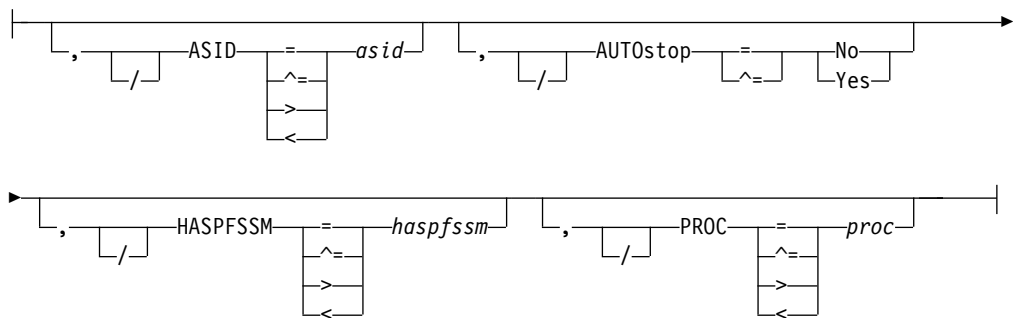 , / ASID = asid , / AUTOstop = No
^= ^= Yes
>
<
, / HASPFSSM = haspfssm , / PROC = proc
^= ^=
> >
< <